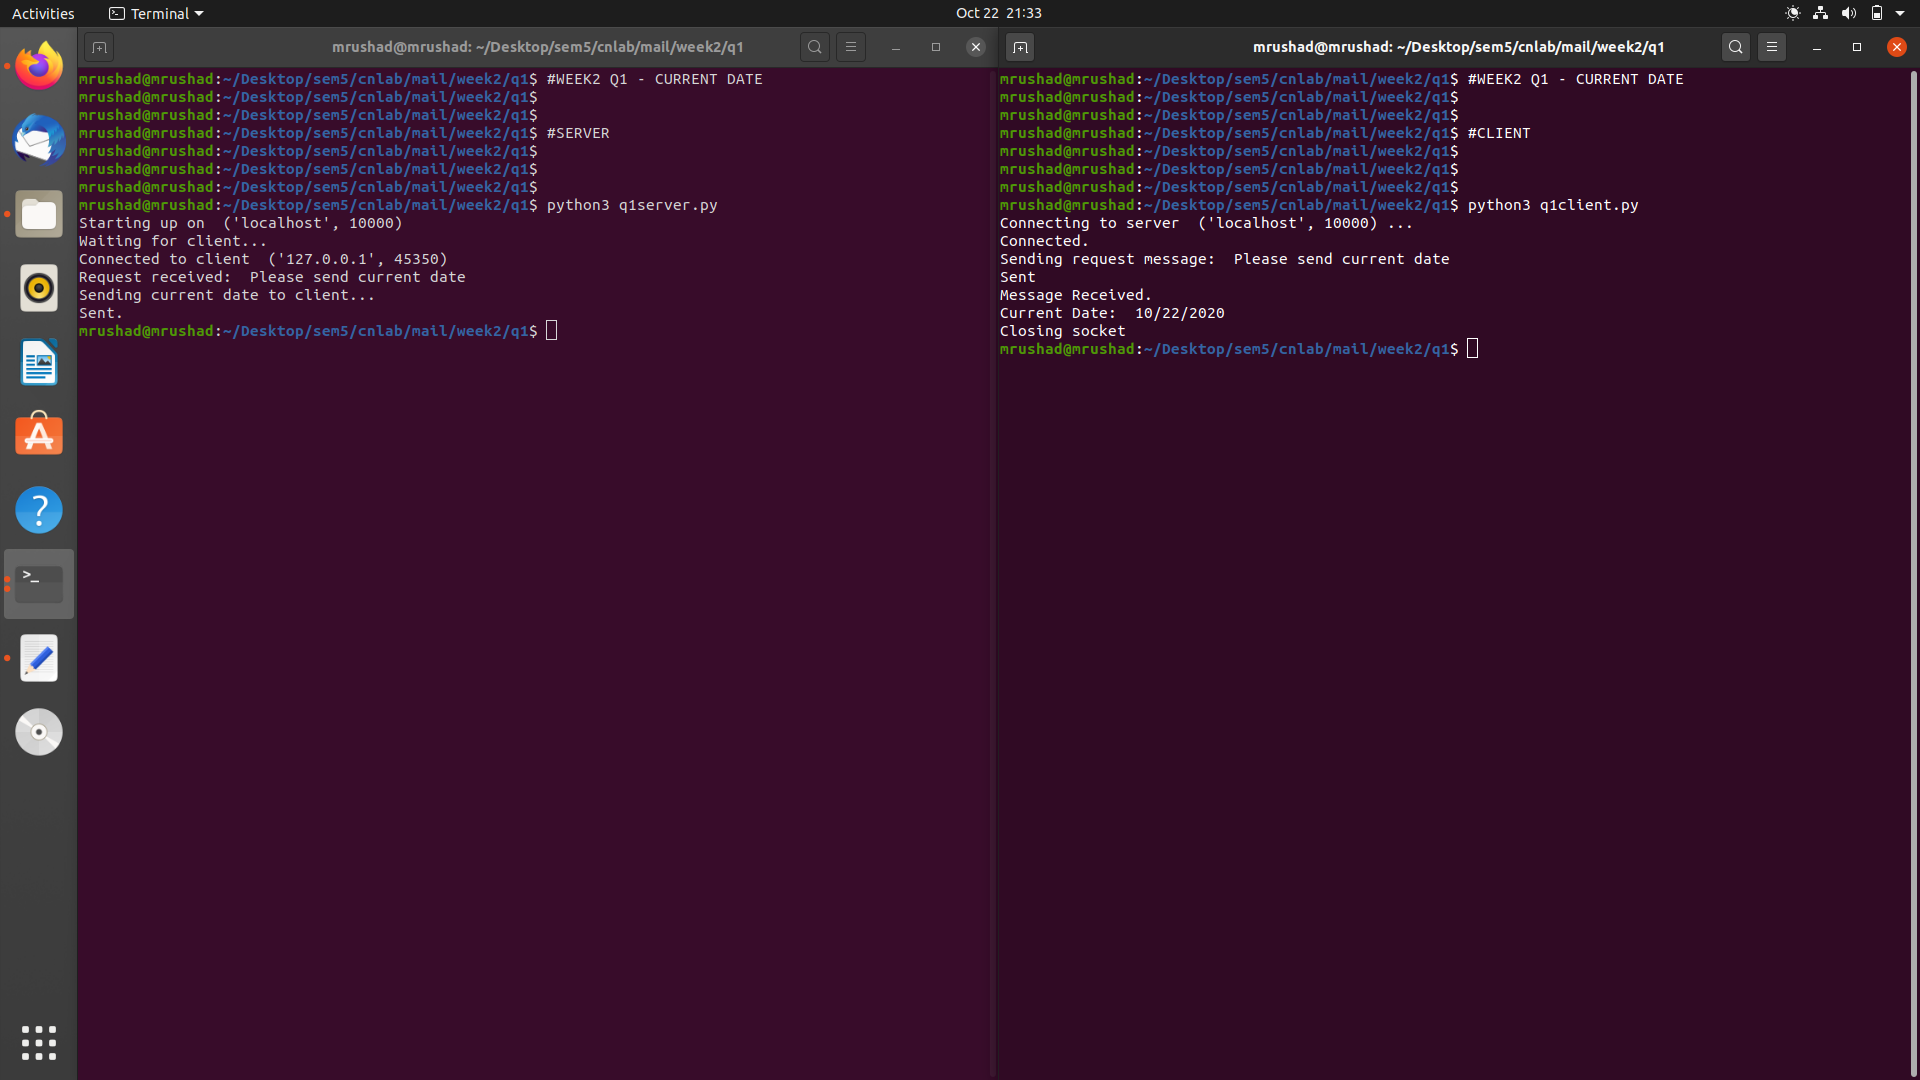 Activities
Terminal
Oct 22  21:33
mrushad@mrushad: ~/Desktop/sem5/cnlab/mail/week2/q1
mrushad@mrushad:~/Desktop/sem5/cnlab/mail/week2/q1$ #WEEK2 Q1 - CURRENT DATE
mrushad@mrushad:~/Desktop/sem5/cnlab/mail/week2/q1$
mrushad@mrushad:~/Desktop/sem5/cnlab/mail/week2/q1$
mrushad@mrushad:~/Desktop/sem5/cnlab/mail/week2/q1$ #SERVER
mrushad@mrushad:~/Desktop/sem5/cnlab/mail/week2/q1$
mrushad@mrushad:~/Desktop/sem5/cnlab/mail/week2/q1$
mrushad@mrushad:~/Desktop/sem5/cnlab/mail/week2/q1$
mrushad@mrushad:~/Desktop/sem5/cnlab/mail/week2/q1$ python3 q1server.py
Starting up on  ('localhost', 10000)
Waiting for client...
Connected to client  ('127.0.0.1', 45350)
Request received:  Please send current date
Sending current date to client...
Sent.
mrushad@mrushad:~/Desktop/sem5/cnlab/mail/week2/q1$
mrushad@mrushad: ~/Desktop/sem5/cnlab/mail/week2/q1
mrushad@mrushad:~/Desktop/sem5/cnlab/mail/week2/q1$ #WEEK2 Q1 - CURRENT DATE
mrushad@mrushad:~/Desktop/sem5/cnlab/mail/week2/q1$
mrushad@mrushad:~/Desktop/sem5/cnlab/mail/week2/q1$
mrushad@mrushad:~/Desktop/sem5/cnlab/mail/week2/q1$ #CLIENT
mrushad@mrushad:~/Desktop/sem5/cnlab/mail/week2/q1$
mrushad@mrushad:~/Desktop/sem5/cnlab/mail/week2/q1$
mrushad@mrushad:~/Desktop/sem5/cnlab/mail/week2/q1$
mrushad@mrushad:~/Desktop/sem5/cnlab/mail/week2/q1$ python3 q1client.py
Connecting to server  ('localhost', 10000) ...
Connected.
Sending request message:  Please send current date
Sent
Message Received.
Current Date:  10/22/2020
Closing socket
mrushad@mrushad:~/Desktop/sem5/cnlab/mail/week2/q1$